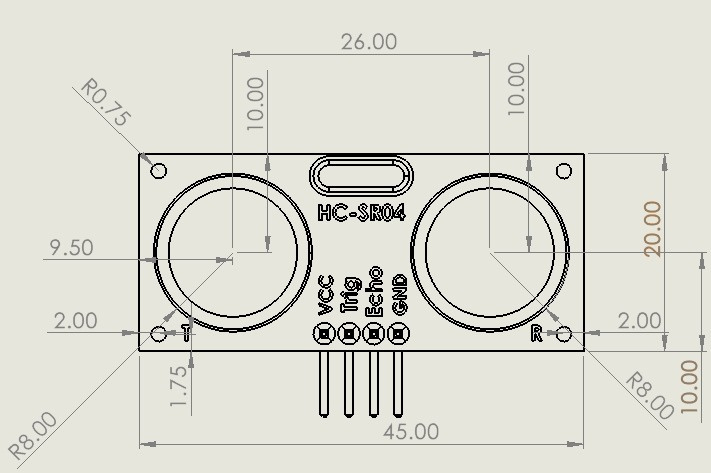 26.00
R0.75
10.00
10.00
HC-SR04
20.00
9.50
VCC
Trig
Echo
GND
2.00
T
R
2.00
1.75
R8.00
10.00
R8.00
45.00